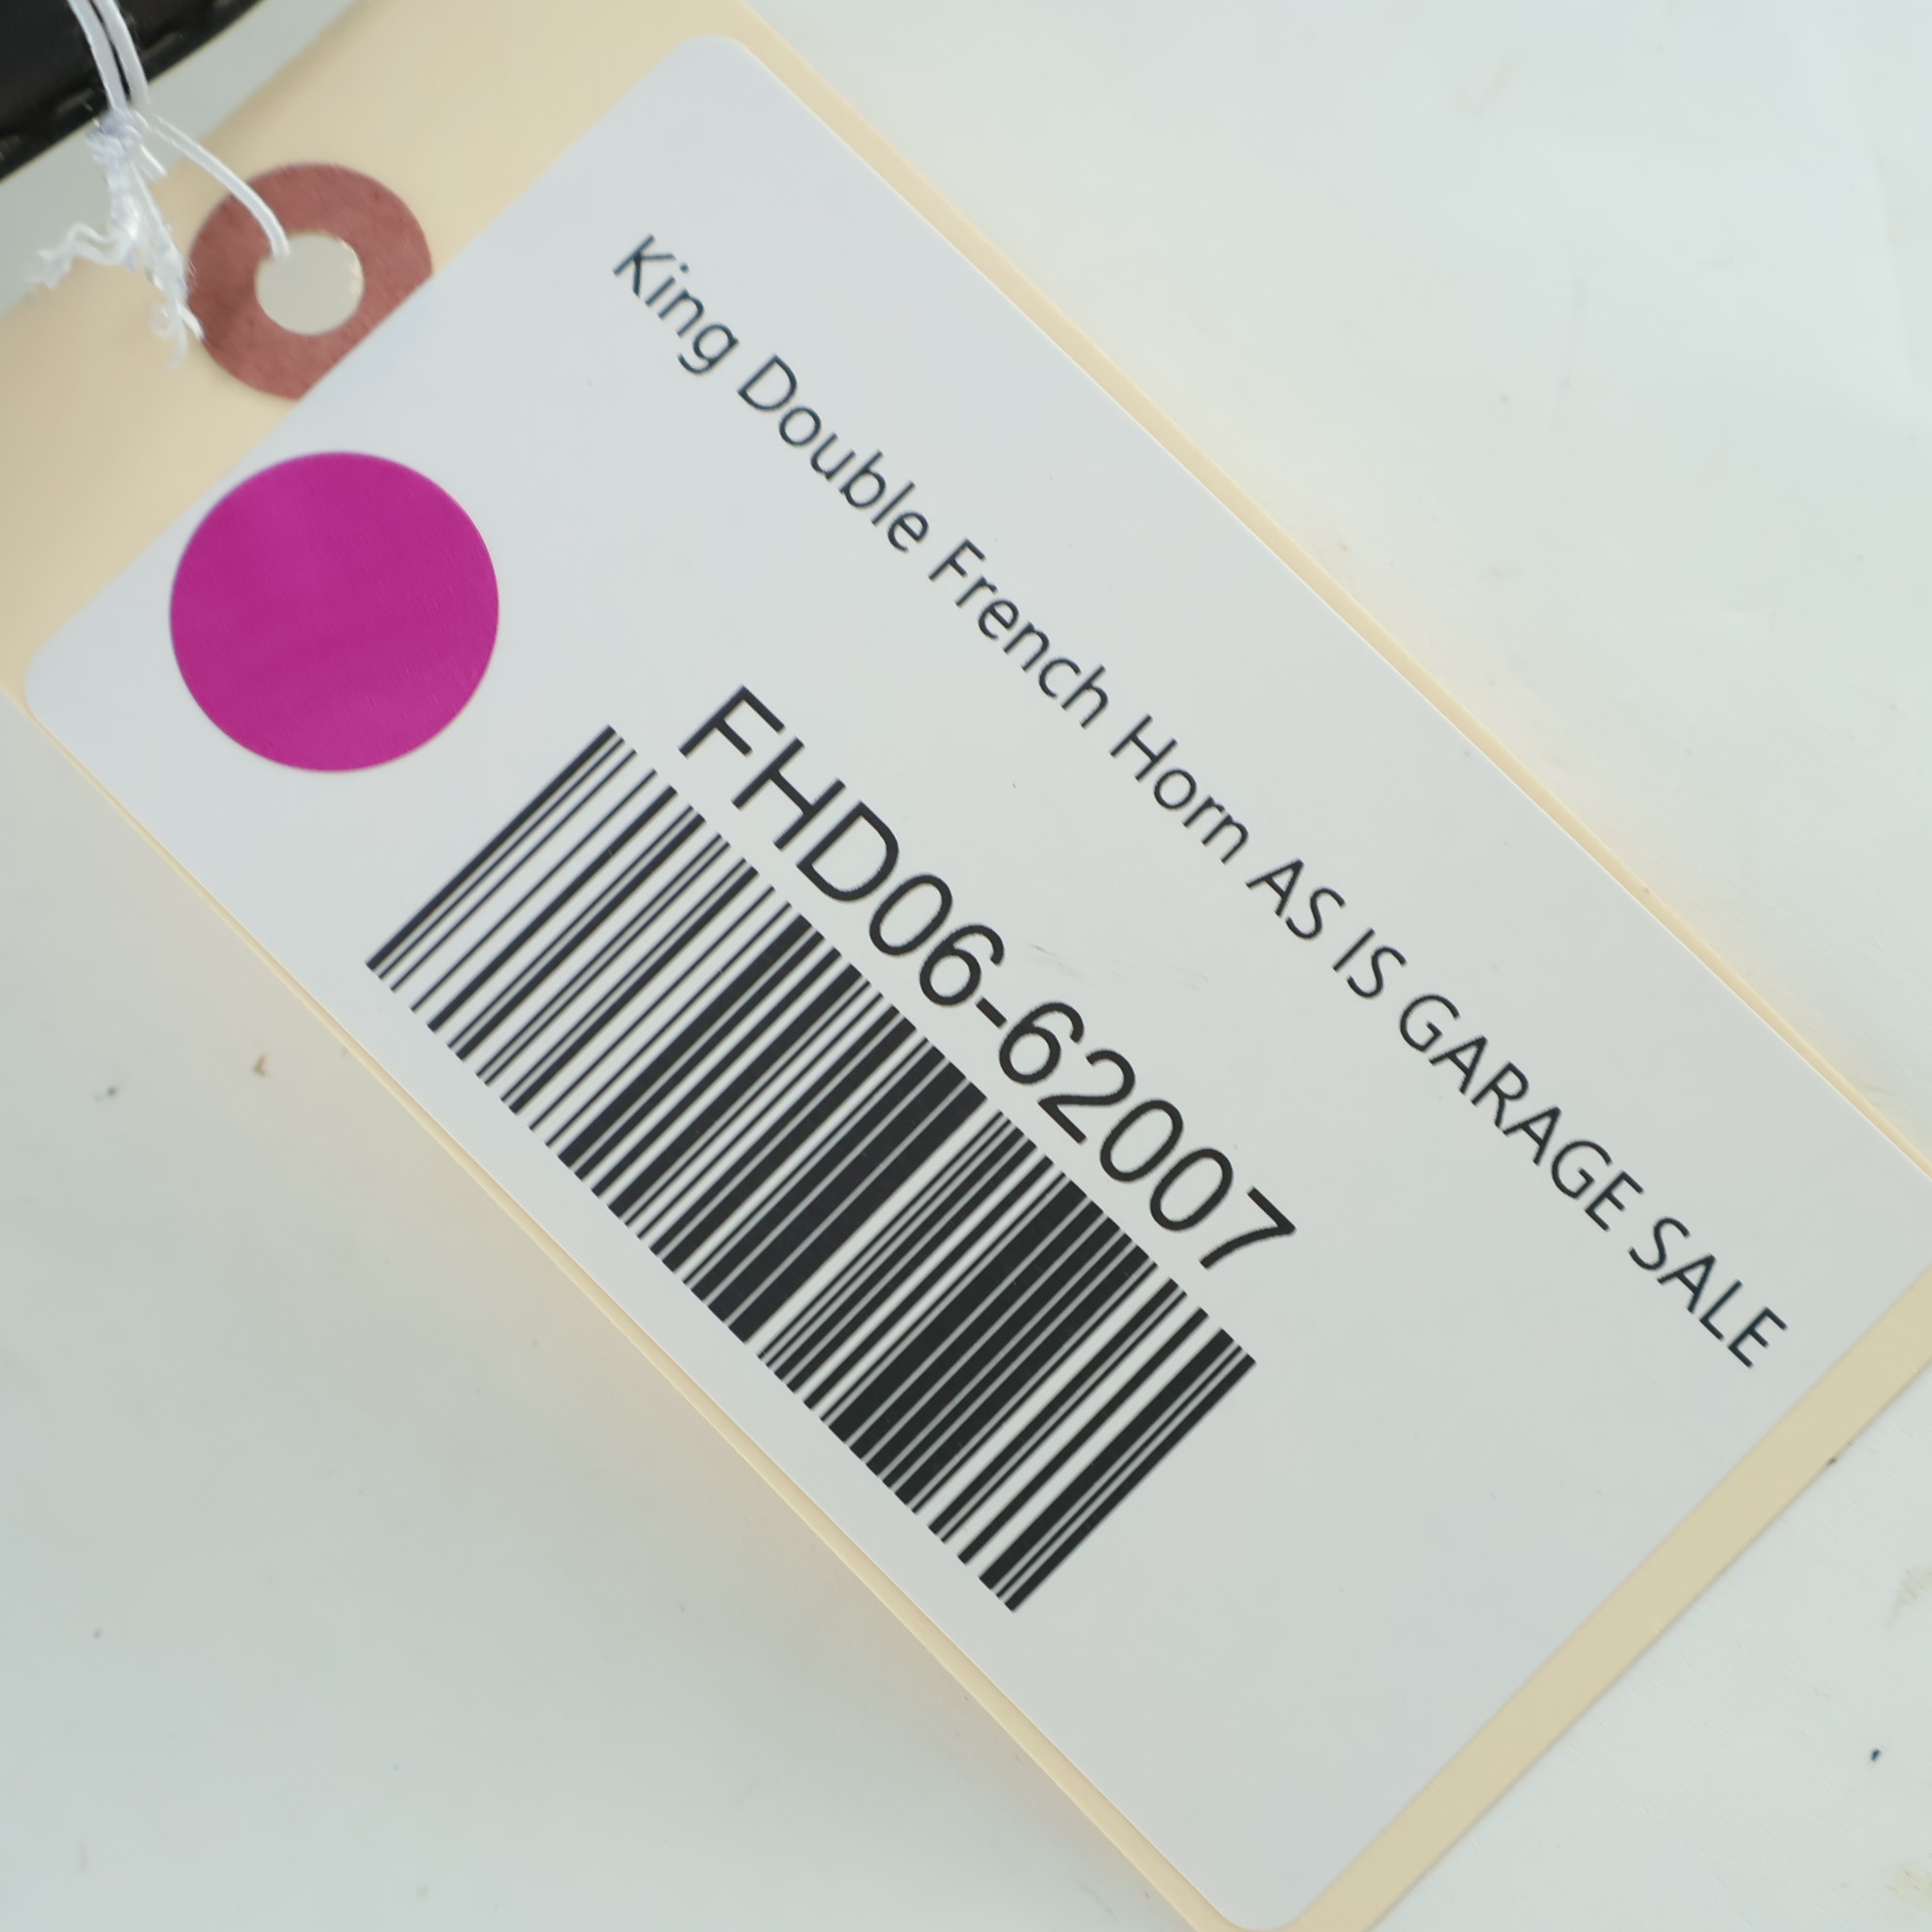 King Double French Horn AS IS GARAGE SALE
FHD06-62007